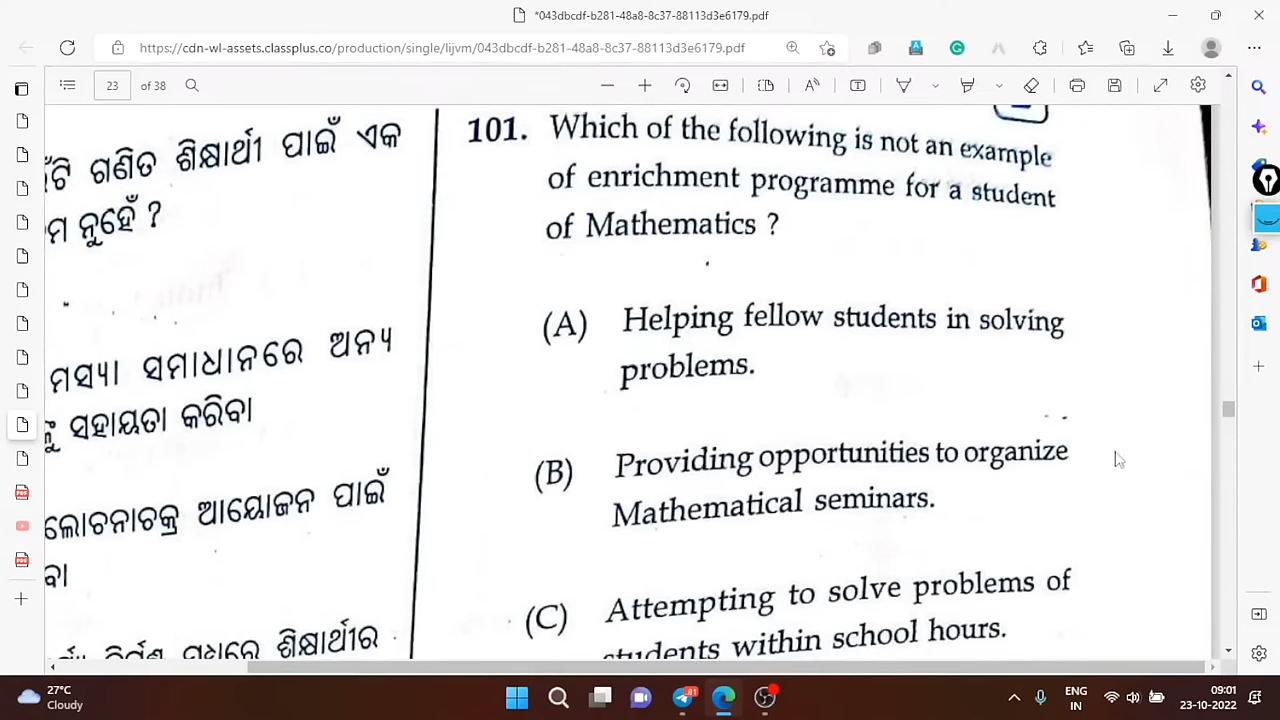 *043dbcdf-b281-48a8-8c37-88113d3e6179.pdf
https://cdn-wl-assets.classplus.co/production/single/lijvm/043dbcdf-b281-48a8-8c37-88113d3e6179.pdf
23 of 38
ଗଣିତ ଶିକ୍ଷାର୍ଥୀ ପାଇଁ ଏକ
ନୁହେଁ ?
ସମାଧାନରେ ଅନ୍ୟ
ସହାୟତା କରିବା
ଆୟୋଜନ ପାଇଁ
ଶିକ୍ଷାର୍ଥୀର
101. Which of the following is not an example
of enrichment programme for a student
of Mathematics ?
(A) Helping fellow students in solving
problems.
(B) Providing opportunities to organize
Mathematical seminars.
(C) Attempting to solve problems of
students within school hours.
27°C
Cloudy
81
ENG
IN
09:01
23-10-2022